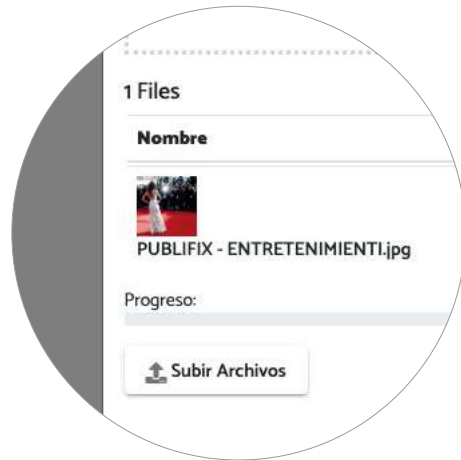 1 Files
Nombre
PUBLIFIX - ENTRETENIMIENTI.jpg
Progreso:
Subir Archivos